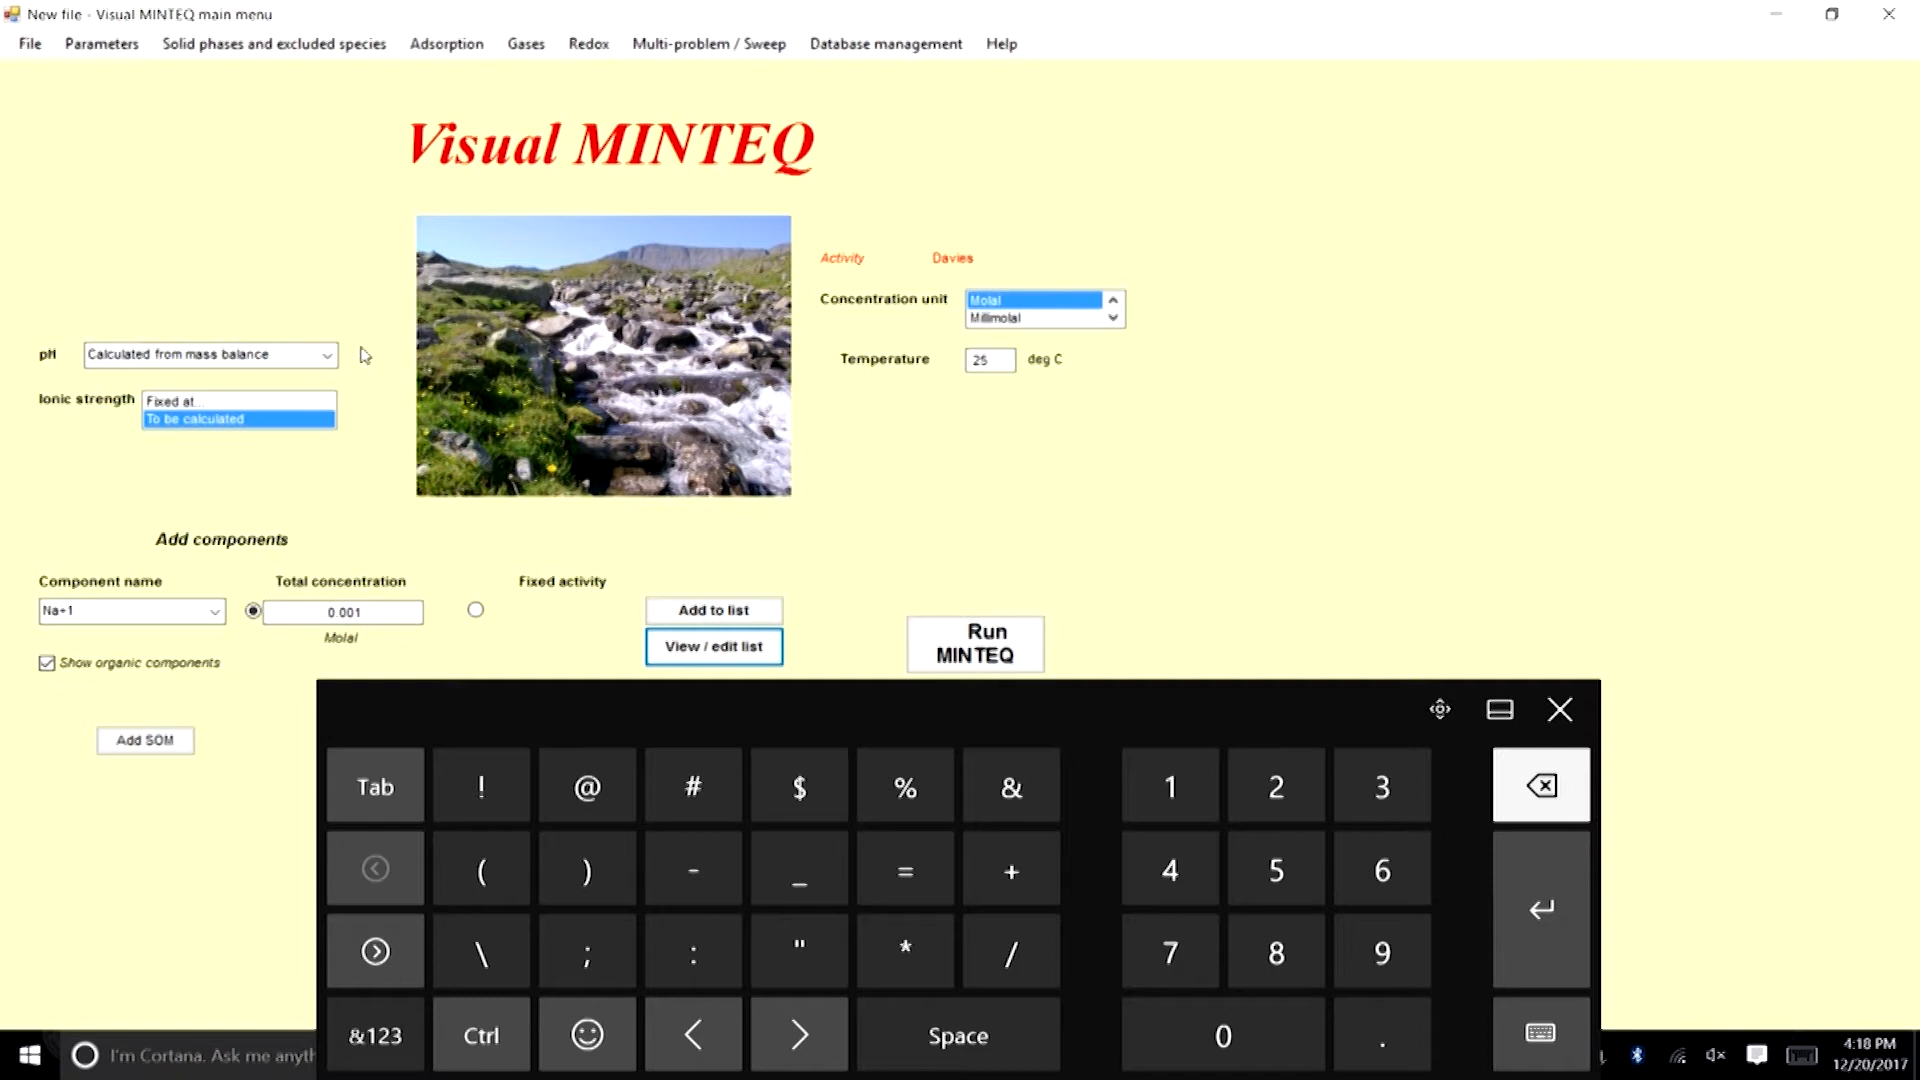 New file - Visual MINTEQ main menu
File Parameters Solid phases and excluded species Adsorption Gases Redox Multi-problem / Sweep Database management Help
Visual MINTEQ
Activity Davies
Concentration unit Molal
Millimolal
pH Calculated from mass balance
Temperature 25 deg C
Ionic strength Fixed at...
To be calculated
Add components
Component name Total concentration Fixed activity
Na+1 0.001 Add to list
Molal
View / edit list
Run
MINTEQ
Show organic components
Add SOM
Tab ! @ # $ % & 1 2 3
( ) - _ = + 4 5 6
\ ; : " * / 7 8 9
&123 Ctrl < > Space 0 .
I'm Cortana. Ask me anyth
4:18 PM
12/20/2017